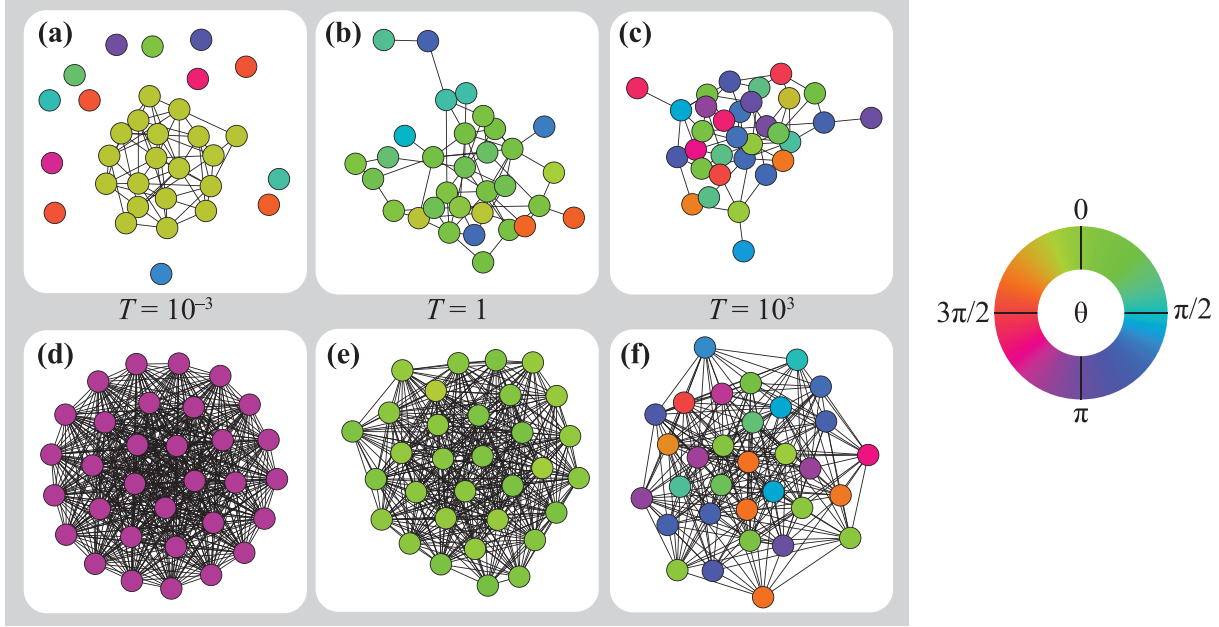 (a) (b) (c)
T = 10⁻³ T = 1 T = 10³
(d) (e) (f)
0
3π/2 θ π/2
π